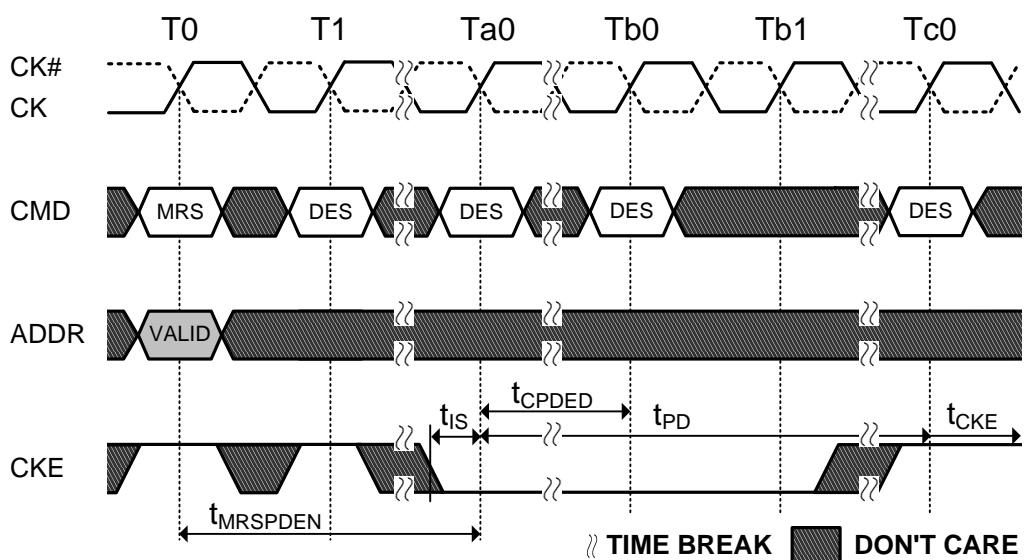 T0 T1 Ta0 Tb0 Tb1 Tc0
CK#
CK
CMD MRS DES DES DES DES
ADDR VALID
tIS tCPDED tPD tCKE
CKE
tMRSPDEN
TIME BREAK DON'T CARE